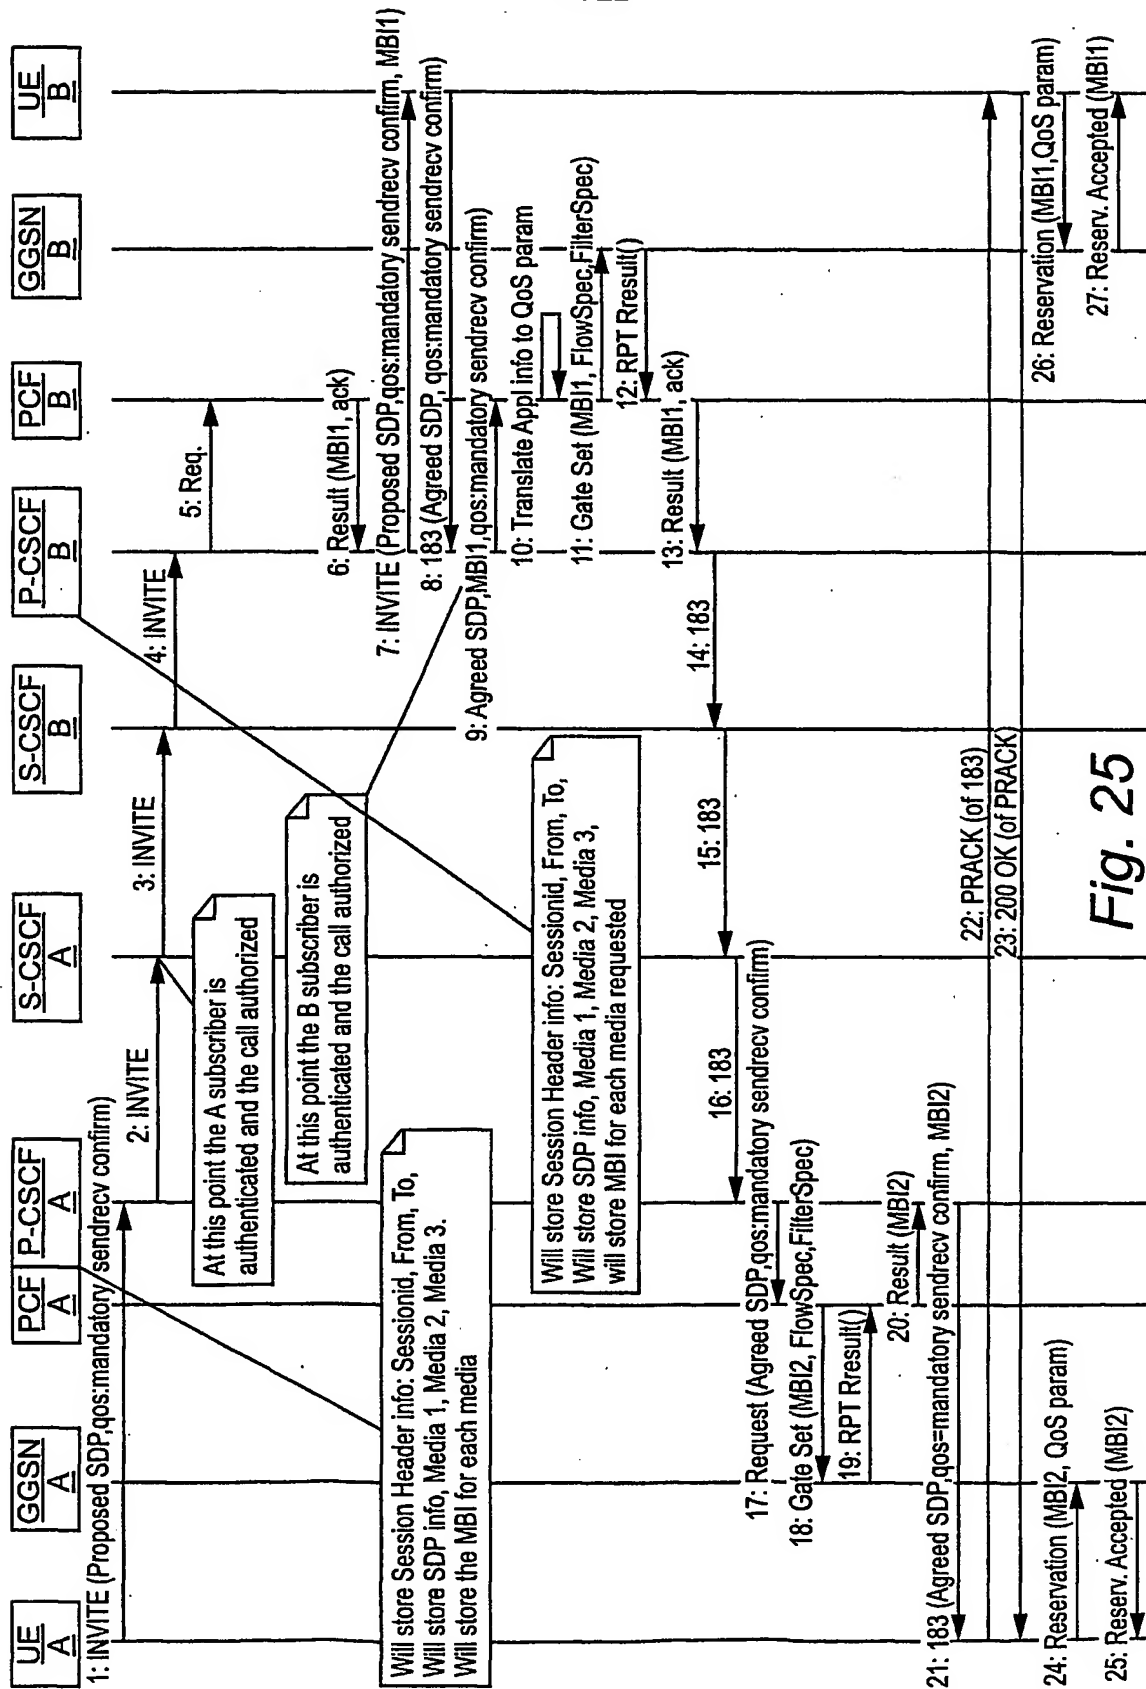 UE
A
GGSN
A
PCF
A
P-CSCF
A
S-CSCF
A
S-CSCF
B
P-CSCF
B
PCF
B
GGSN
B
UE
B
1: INVITE (Proposed SDP,qos:mandatory sendrecv confirm)
2: INVITE
3: INVITE
4: INVITE
At this point the A subscriber is
authenticated and the call authorized
5: Req.
At this point the B subscriber is
authenticated and the call authorized
6: Result (MBI1, ack)
Will store Session Header info: Sessionid, From, To,
Will store SDP info, Media 1, Media 2, Media 3.
Will store the MBI for each media
7: INVITE (Proposed SDP,qos:mandatory sendrecv confirm, MBI1)
8: 183 (Agreed SDP, qos:mandatory sendrecv confirm)
9: Agreed SDP,MBI1,qos:mandatory sendrecv confirm)
10: Translate Appl info to QoS param
Will store Session Header info: Sessionid, From, To,
Will store SDP info, Media 1, Media 2, Media 3,
will store MBI for each media requested
11: Gate Set (MBI1, FlowSpec,FilterSpec)
12: RPT Rresult()
13: Result (MBI1, ack)
14: 183
15: 183
16: 183
17: Request (Agreed SDP,qos:mandatory sendrecv confirm)
18: Gate Set (MBI2, FlowSpec,FilterSpec)
19: RPT Rresult()
20: Result (MBI2)
21: 183 (Agreed SDP,qos=mandatory sendrecv confirm, MBI2)
22: PRACK (of 183)
23: 200 OK (of PRACK)
24: Reservation (MBI2, QoS param)
25: Reserv. Accepted (MBI2)
26: Reservation (MBI1,QoS param)
27: Reserv. Accepted (MBI1)
Fig. 25